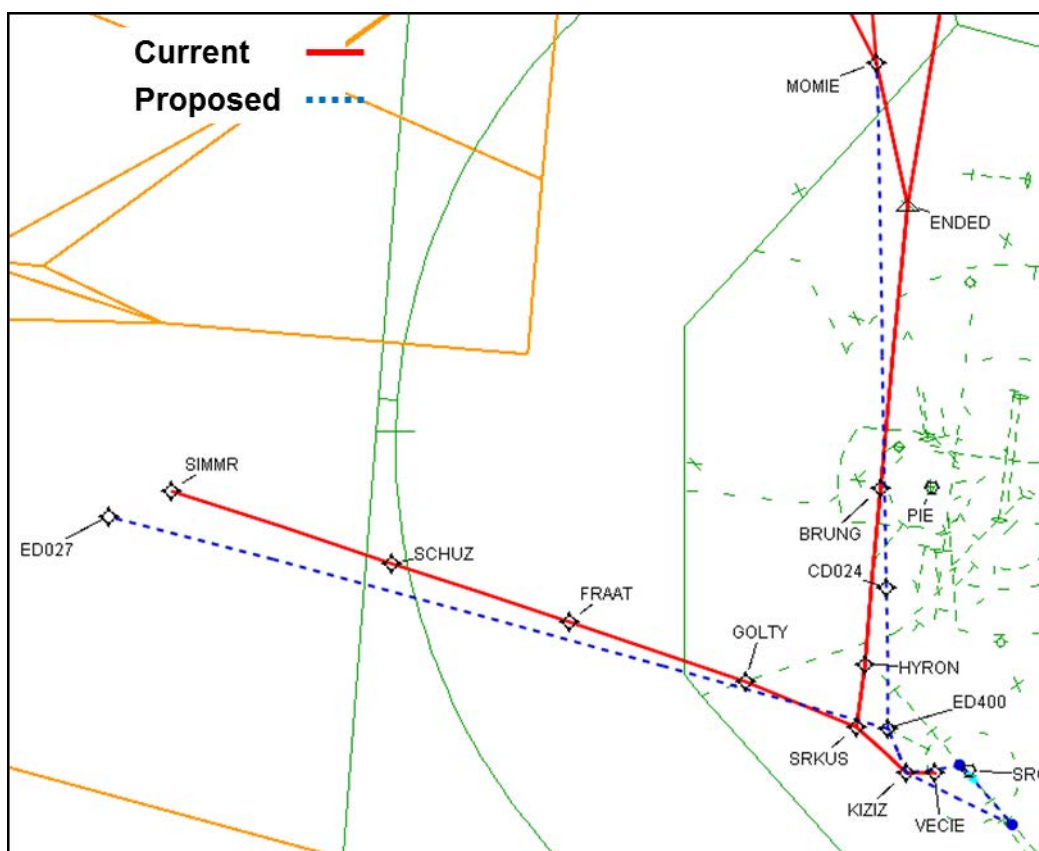 Current
Proposed
MOMIE
ENDED
SIMMR
ED027
SCHUZ
BRUNG
PIE
CD024
FRAAT
GOLTY
HYRON
ED400
SRKUS
KIZIZ
VECIE